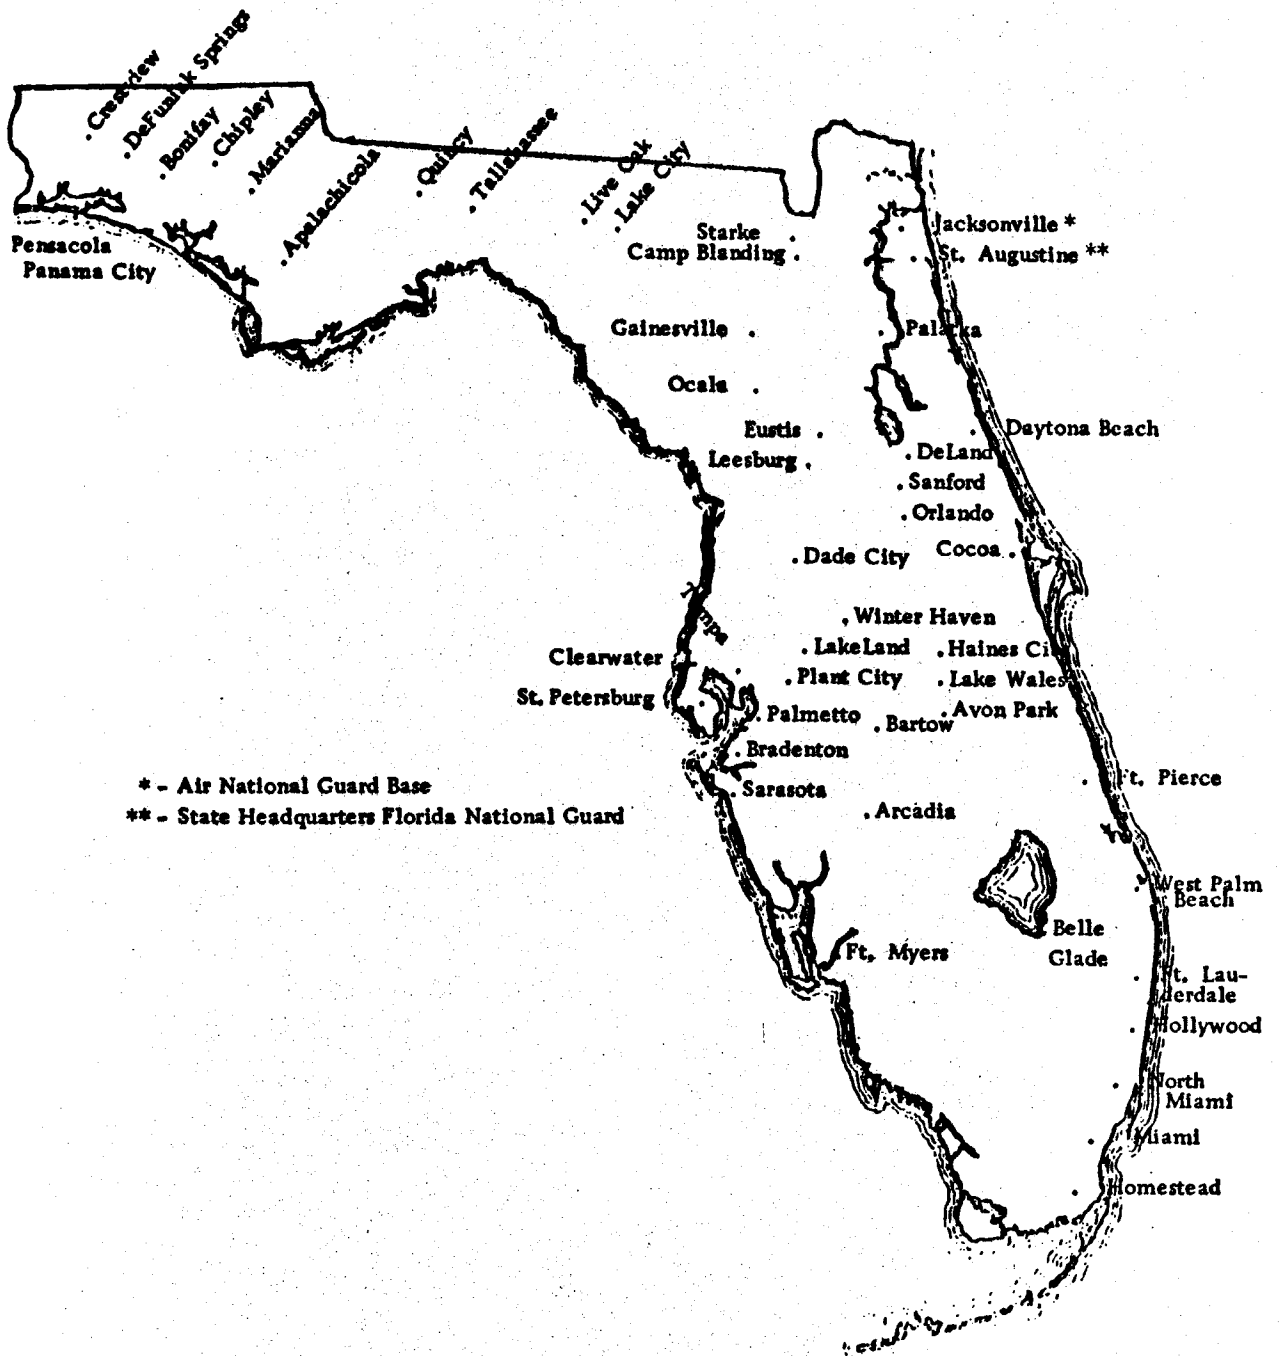 Crestview
DeFuniak Springs
Bonifay
Chipley
Marianna
Apalachicola
Quincy
Tallahassee
Live Oak
Lake City
Pensacola
Panama City
Starke
Camp Blanding
Jacksonville *
St. Augustine **
Gainesville
Palatka
Ocala
Eustis
Daytona Beach
Leesburg
DeLand
Sanford
Orlando
Dade City
Cocoa
Tampa
Winter Haven
Clearwater
LakeLand
Haines City
St. Petersburg
Plant City
Lake Wales
Palmetto
Bartow
Avon Park
Bradenton
Sarasota
* - Air National Guard Base
** - State Headquarters Florida National Guard
Ft. Pierce
Arcadia
West Palm
Beach
Belle
Glade
Ft. Myers
Ft. Lau-
derdale
Hollywood
North
Miami
Miami
Homestead